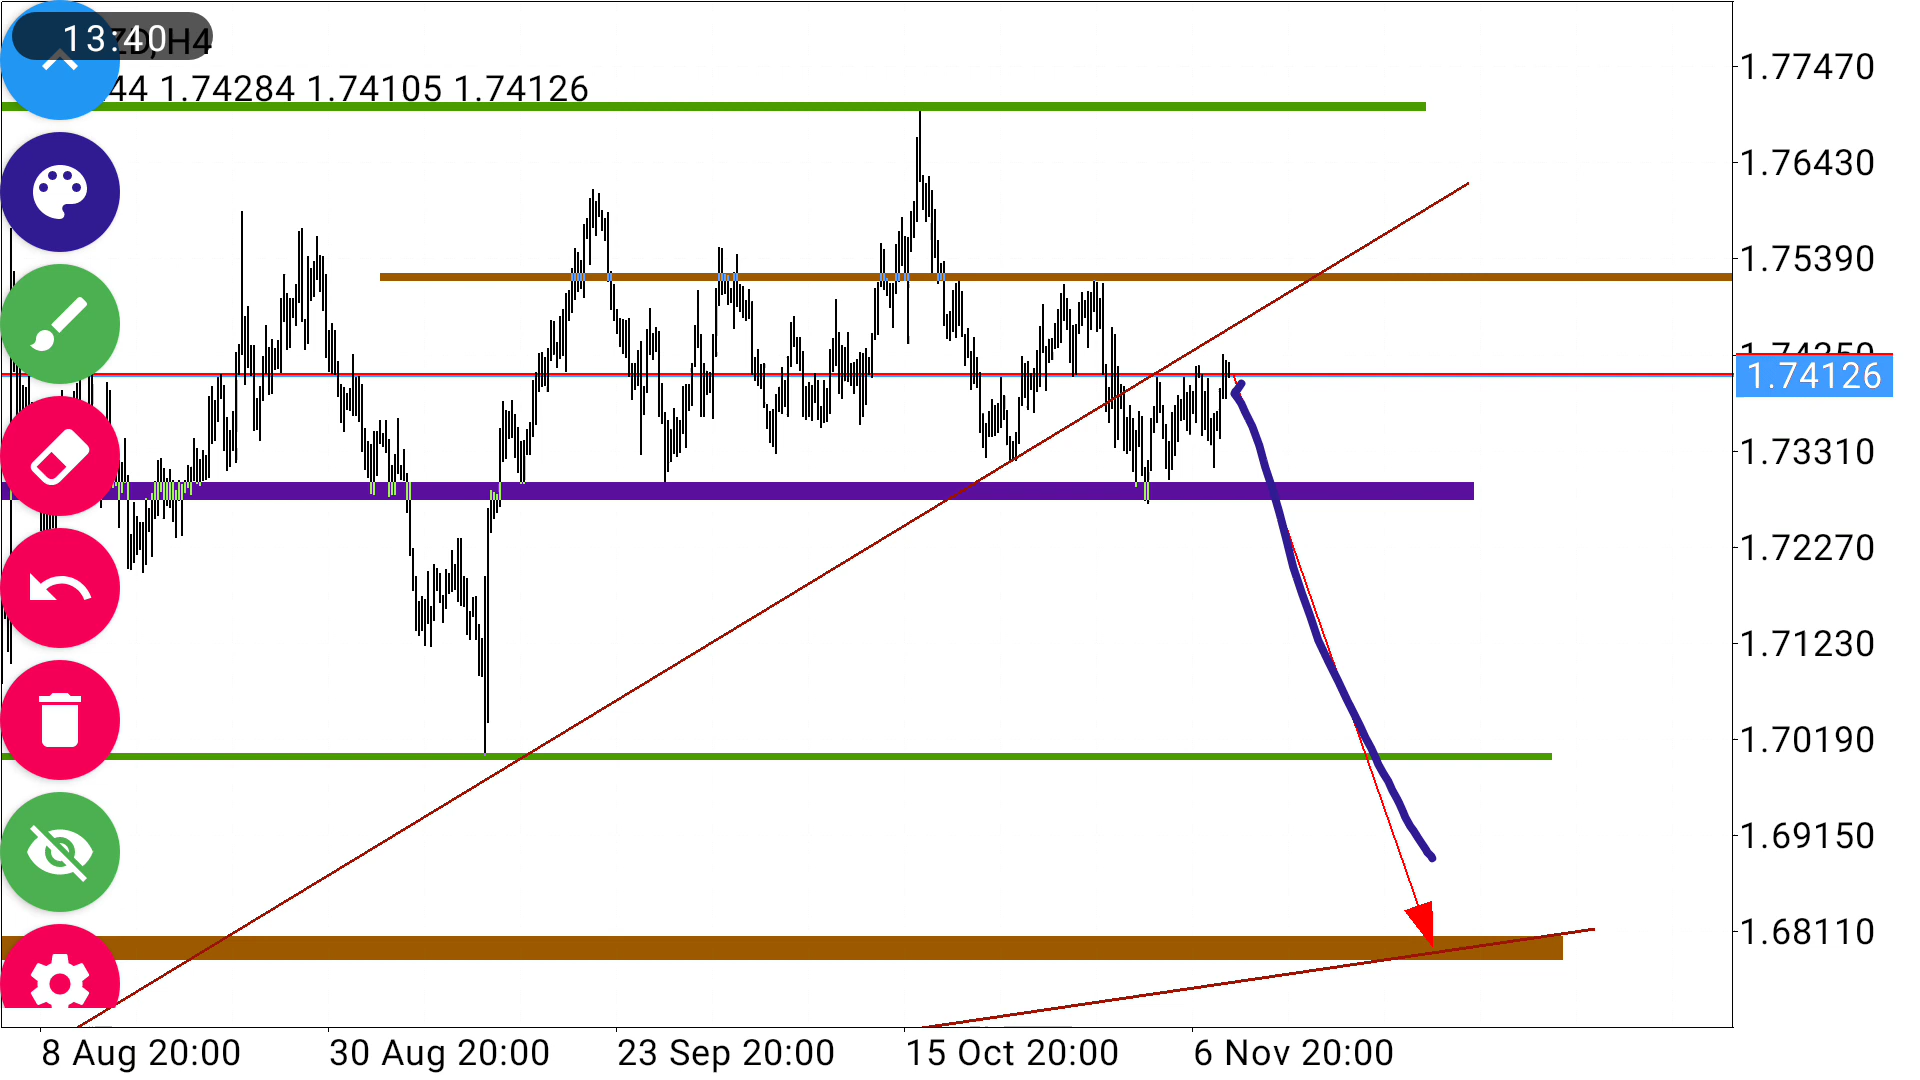 13:40
ZD,H4
44 1.74284 1.74105 1.74126
1.77470
1.76430
1.75390
1.74126
1.73310
1.72270
1.71230
1.70190
1.69150
1.68110
8 Aug 20:00
30 Aug 20:00
23 Sep 20:00
15 Oct 20:00
6 Nov 20:00